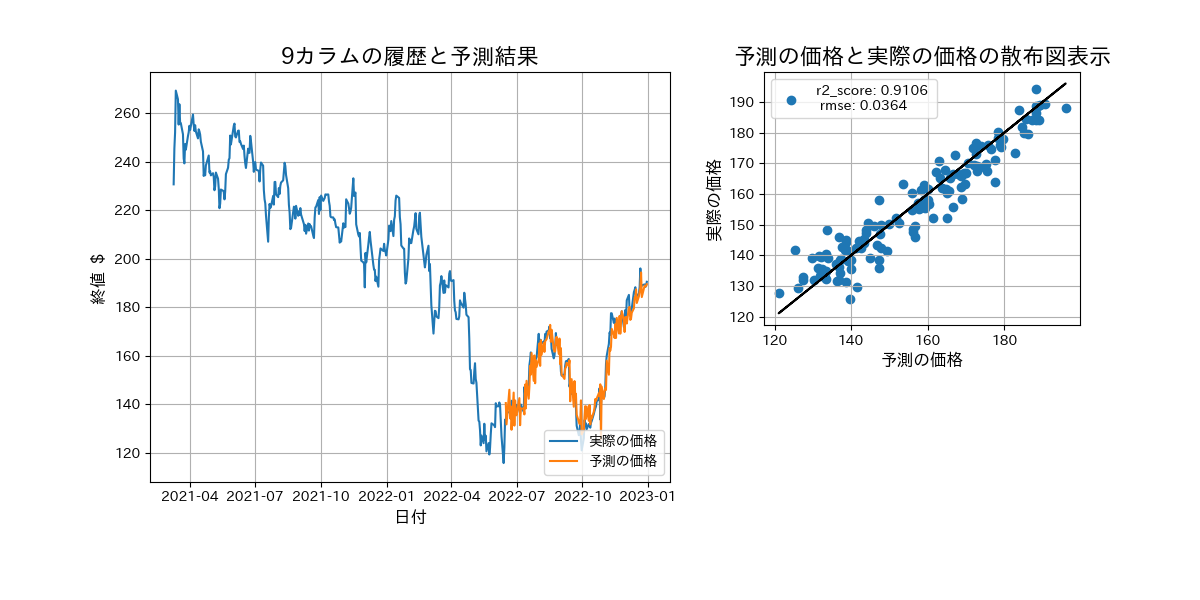 9カラムの履歴と予測結果
終値 $
260
240
220
200
180
160
140
120
2021-04 2021-07 2021-10 2022-01 2022-04 2022-07 2022-10 2023-01
日付
実際の価格
予測の価格
予測の価格と実際の価格の散布図表示
r2_score: 0.9106
rmse: 0.0364
実際の価格
190
180
170
160
150
140
130
120
120 140 160 180
予測の価格